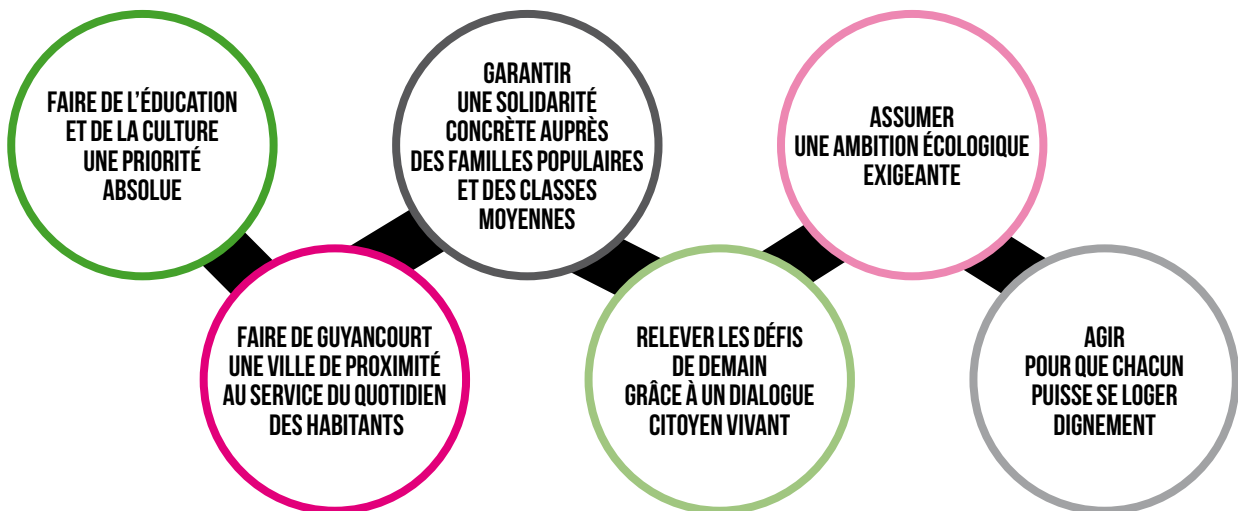 FAIRE DE L'ÉDUCATION
ET DE LA CULTURE
UNE PRIORITÉ
ABSOLUE
FAIRE DE GUYANCOURT
UNE VILLE DE PROXIMITÉ
AU SERVICE DU QUOTIDIEN
DES HABITANTS
GARANTIR
UNE SOLIDARITÉ
CONCRÈTE AUPRÈS
DES FAMILLES POPULAIRES
ET DES CLASSES
MOYENNES
RELEVER LES DÉFIS
DE DEMAIN
GRÂCE À UN DIALOGUE
CITOYEN VIVANT
ASSUMER
UNE AMBITION ÉCOLOGIQUE
EXIGEANTE
AGIR
POUR QUE CHACUN
PUISSE SE LOGER
DIGNEMENT